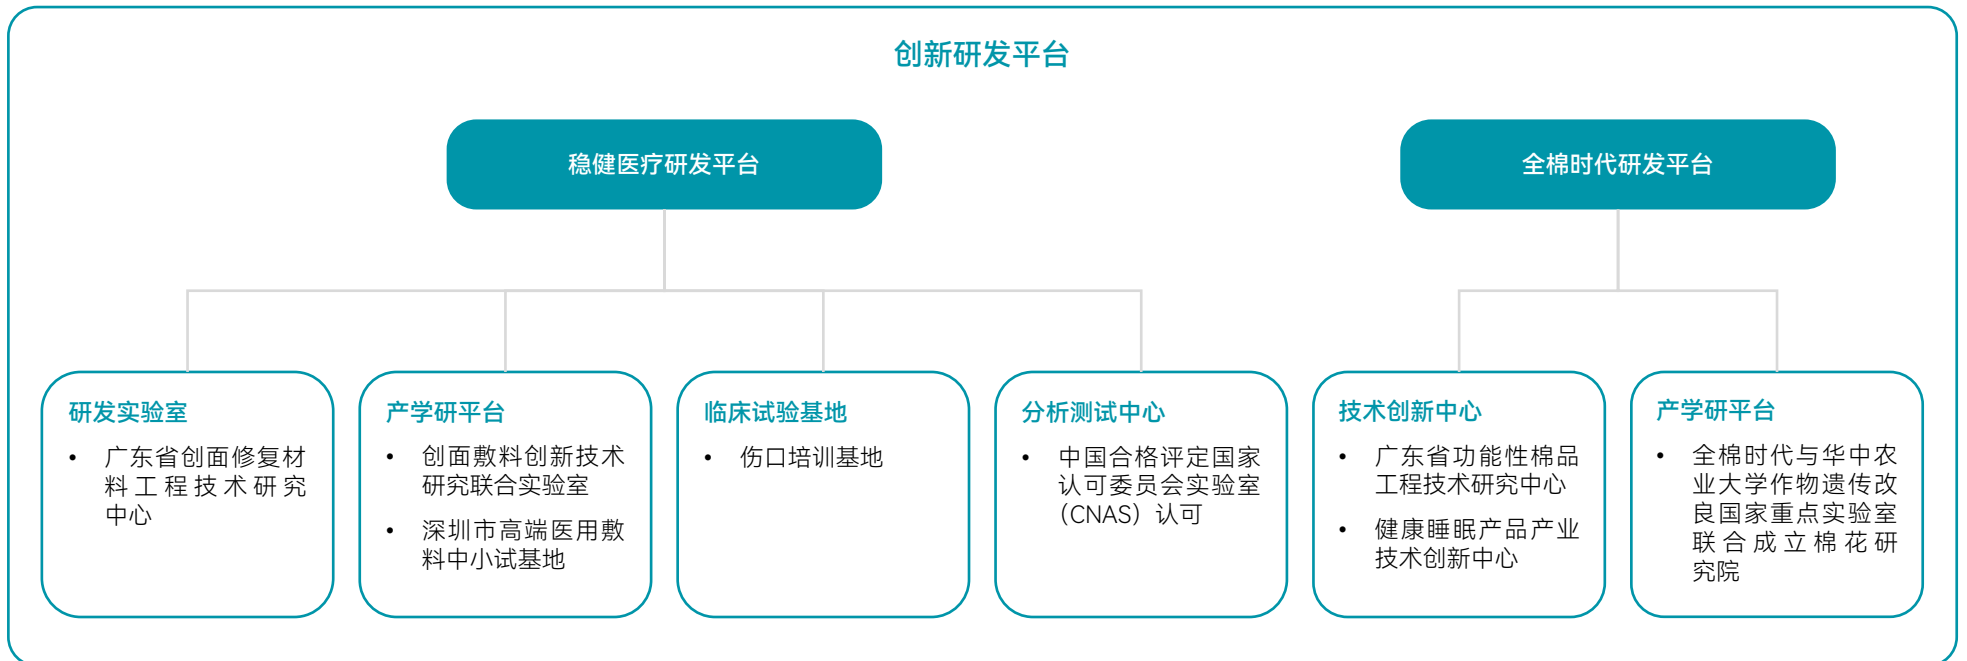 创新研发平台
稳健医疗研发平台
全棉时代研发平台
研发实验室
• 广东省创面修复材
料工程技术研究
中心
产学研平台
• 创面敷料创新技术
研究联合实验室
• 深圳市高端医用敷
料中小试基地
临床试验基地
• 伤口培训基地
分析测试中心
• 中国合格评定国家
认可委员会实验室
（CNAS）认可
技术创新中心
• 广东省功能性棉品
工程技术研究中心
• 健康睡眠产品产业
技术创新中心
产学研平台
• 全棉时代与华中农
业大学作物遗传改
良国家重点实验室
联合成立棉花研
究院